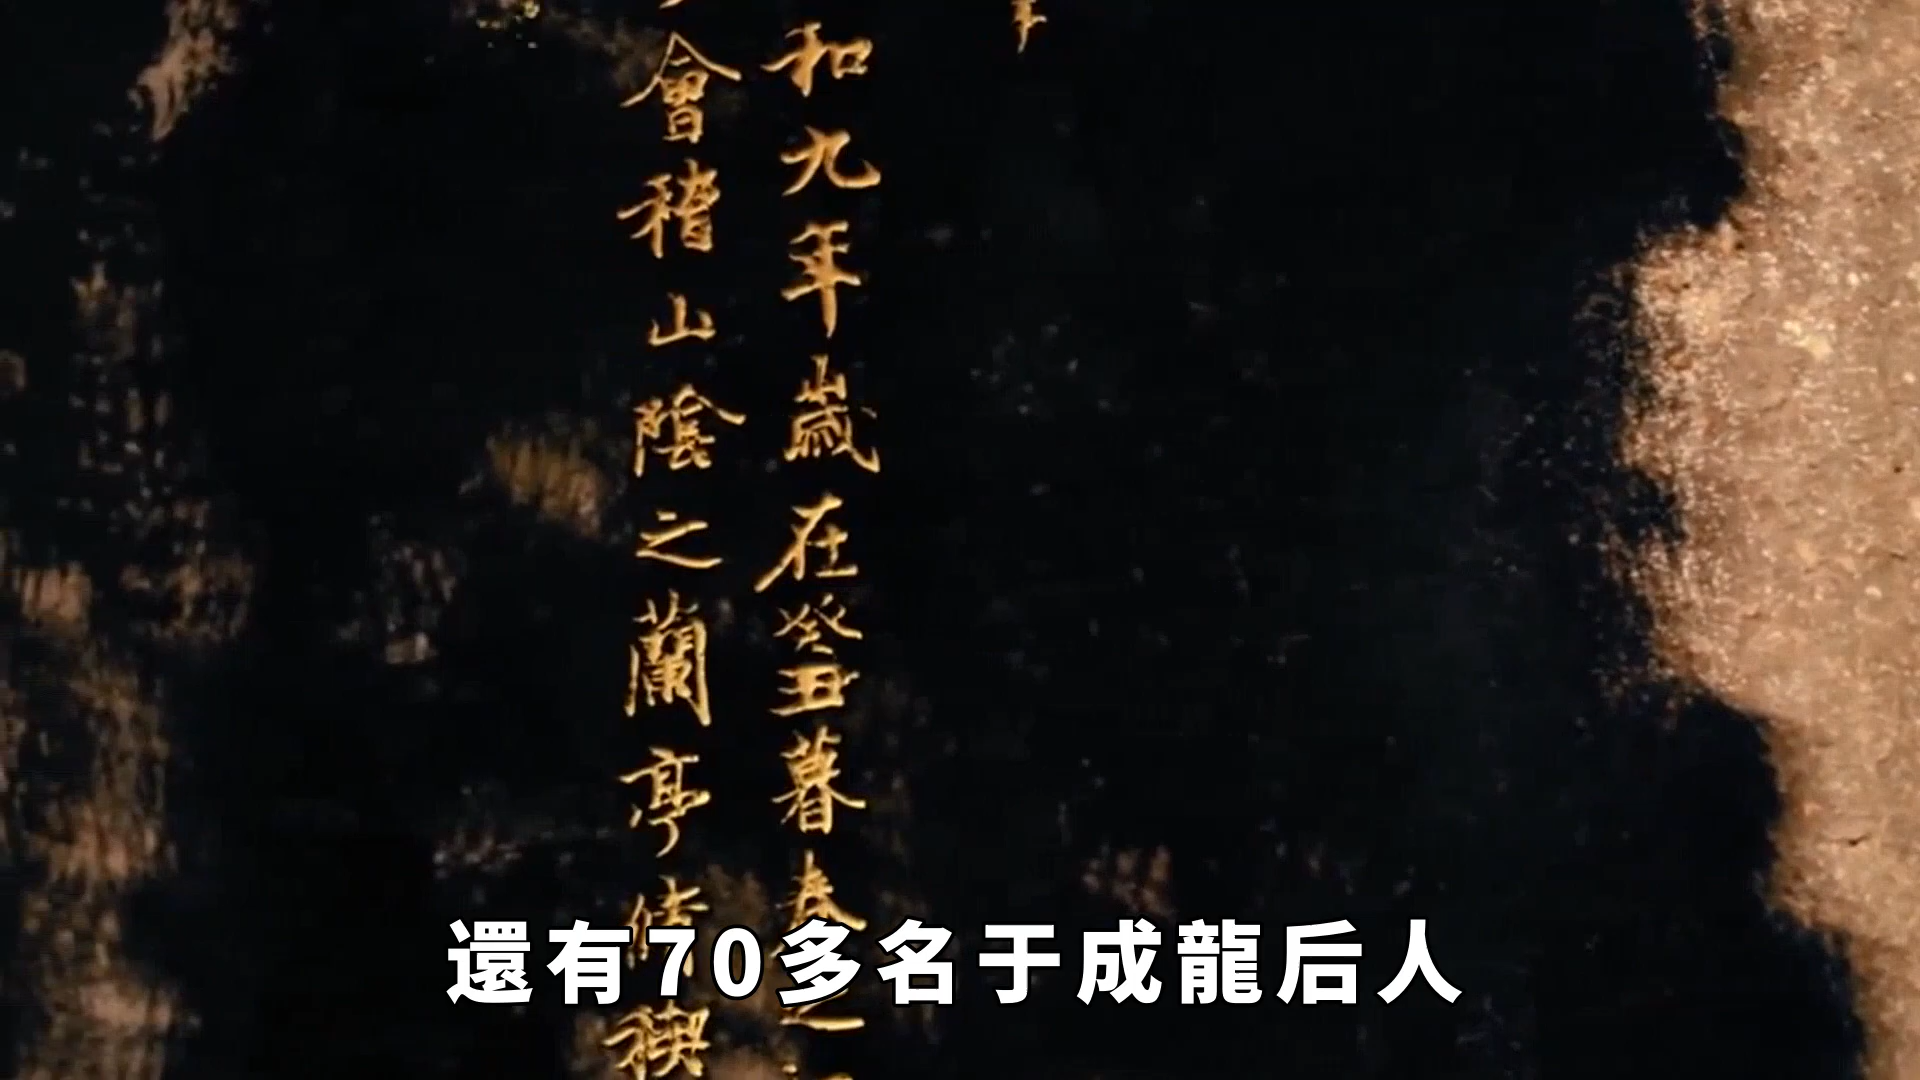 和九年歲在癸丑暮春之
會稽山陰之蘭亭脩禊
還有70多名于成龍后人